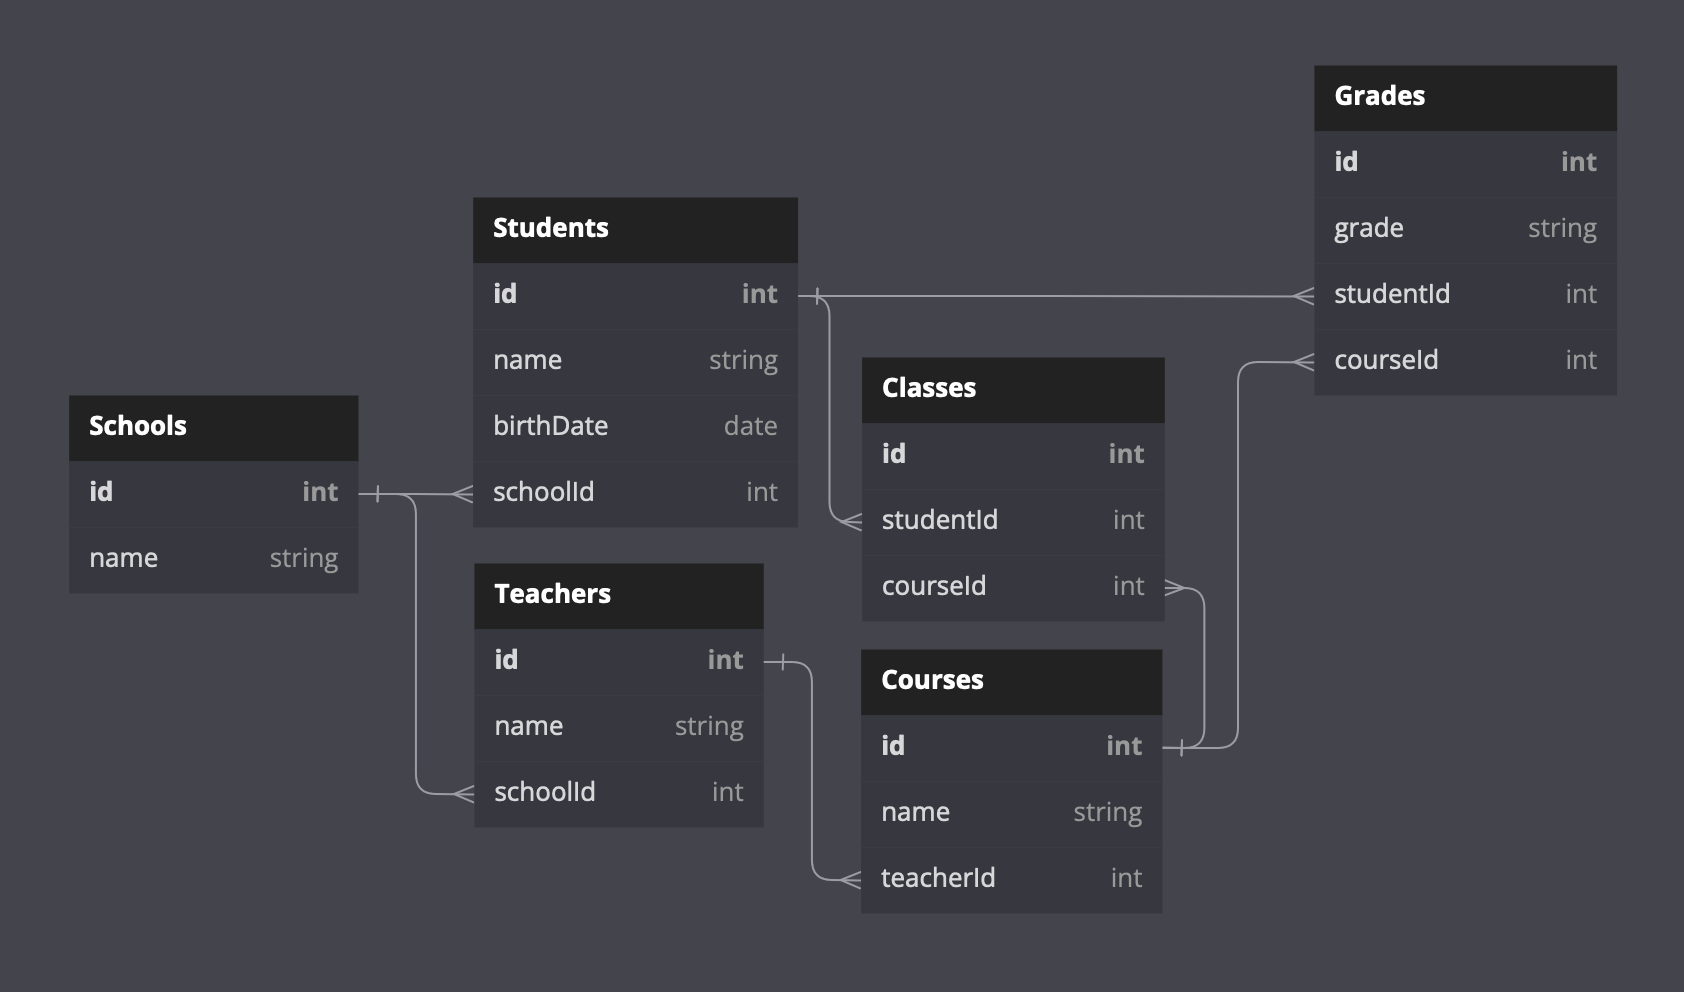 Schools
id int
name string
Students
id int
name string
birthDate date
schoolId int
Teachers
id int
name string
schoolId int
Classes
id int
studentId int
courseId int
Courses
id int
name string
teacherId int
Grades
id int
grade string
studentId int
courseId int